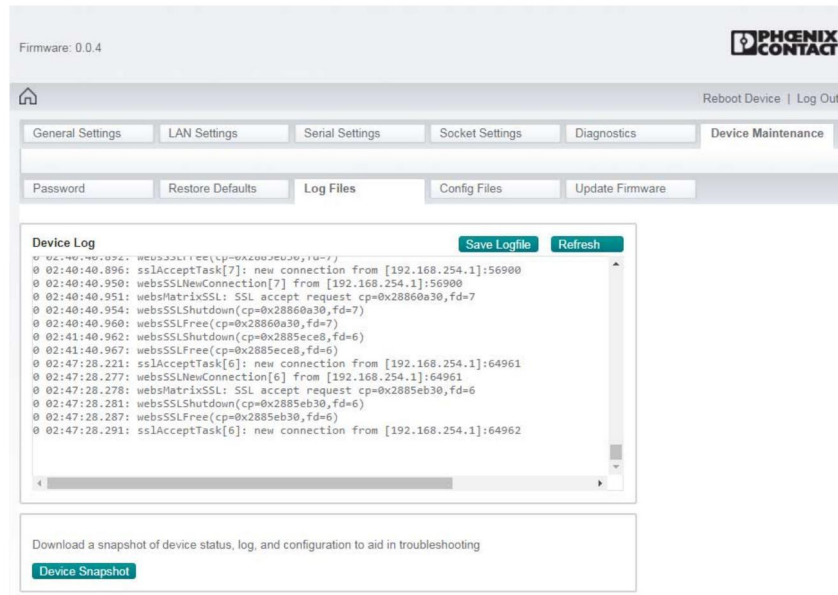 Firmware: 0.0.4
PHŒNIX
CONTACT
Reboot Device | Log Out
General Settings LAN Settings Serial Settings Socket Settings Diagnostics Device Maintenance
Password Restore Defaults Log Files Config Files Update Firmware
Device Log Save Logfile Refresh
0 02:40:40.892: websSSLFree(cp=0x2885eb30,fd=7)
0 02:40:40.896: sslAcceptTask[7]: new connection from [192.168.254.1]:56900
0 02:40:40.950: websSSLNewConnection[7] from [192.168.254.1]:56900
0 02:40:40.951: websMatrixSSL: SSL accept request cp=0x28860a30,fd=7
0 02:40:40.954: websSSLShutdown(cp=0x28860a30,fd=7)
0 02:40:40.960: websSSLFree(cp=0x28860a30,fd=7)
0 02:41:40.962: websSSLShutdown(cp=0x2885ece8,fd=6)
0 02:41:40.967: websSSLFree(cp=0x2885ece8,fd=6)
0 02:47:28.221: sslAcceptTask[6]: new connection from [192.168.254.1]:64961
0 02:47:28.277: websSSLNewConnection[6] from [192.168.254.1]:64961
0 02:47:28.278: websMatrixSSL: SSL accept request cp=0x2885eb30,fd=6
0 02:47:28.281: websSSLShutdown(cp=0x2885eb30,fd=6)
0 02:47:28.287: websSSLFree(cp=0x2885eb30,fd=6)
0 02:47:28.291: sslAcceptTask[6]: new connection from [192.168.254.1]:64962
Download a snapshot of device status, log, and configuration to aid in troubleshooting
Device Snapshot